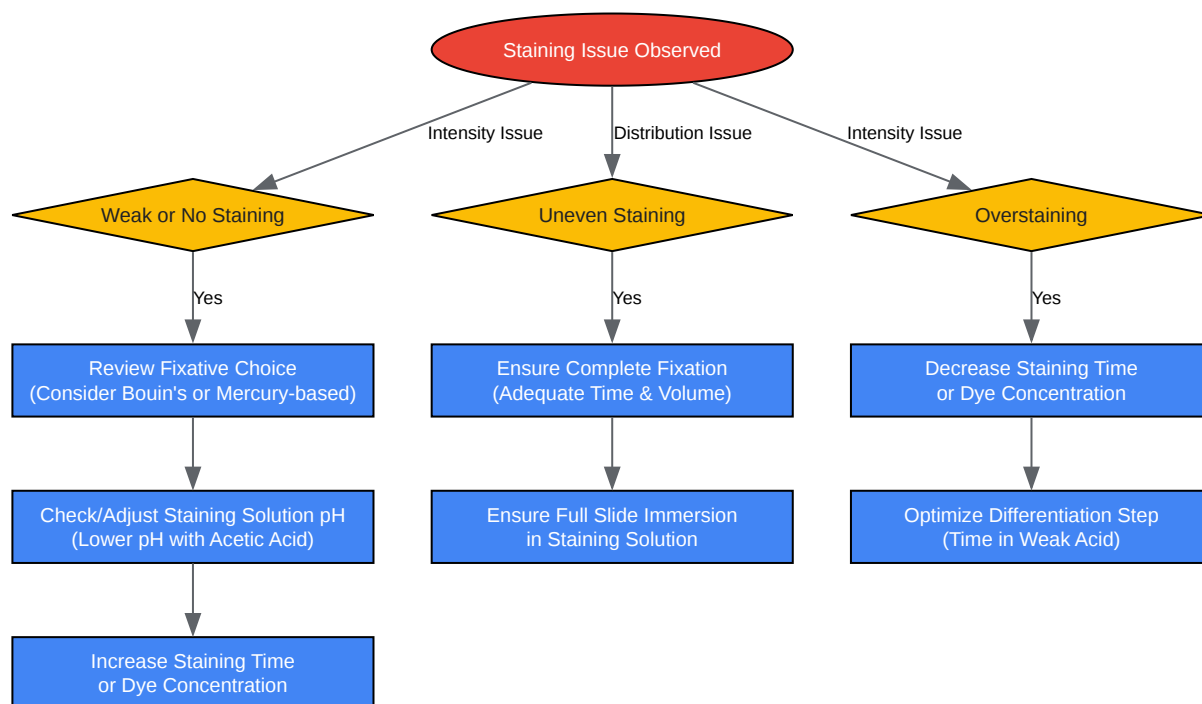 Staining Issue Observed
Intensity Issue
Distribution Issue
Intensity Issue
Weak or No Staining
Uneven Staining
Overstaining
Yes
Yes
Yes
Review Fixative Choice
(Consider Bouin's or Mercury-based)
Ensure Complete Fixation
(Adequate Time & Volume)
Decrease Staining Time
or Dye Concentration
Check/Adjust Staining Solution pH
(Lower pH with Acetic Acid)
Ensure Full Slide Immersion
in Staining Solution
Optimize Differentiation Step
(Time in Weak Acid)
Increase Staining Time
or Dye Concentration